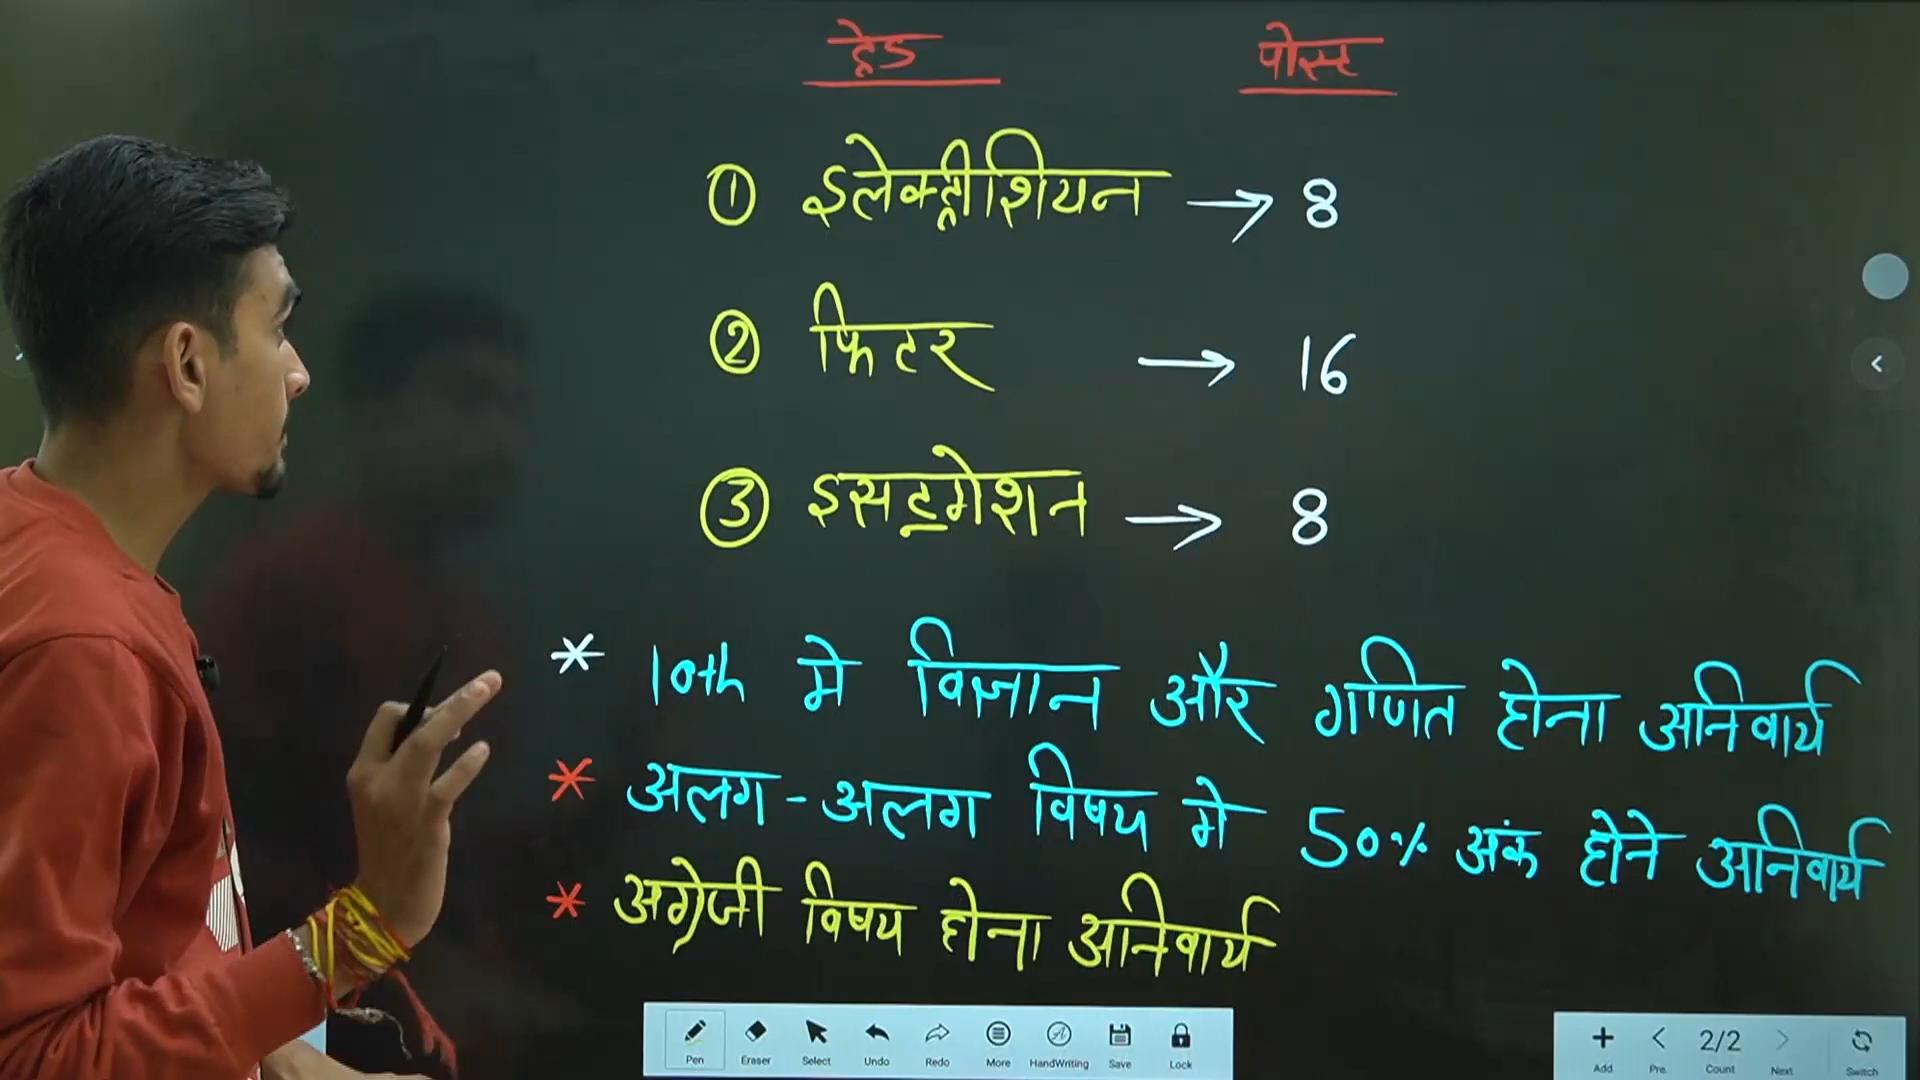 ट्रेड पोस्ट
① इलेक्ट्रीशियन → 8
② फिटर → 16
③ इसट्रूमेशन → 8
* 10th मे विज्ञान और गणित होना अनिवार्य
* अलग-अलग विषय मे 50% अंक होने अनिवार्य
* अग्रेजी विषय होना अनिवार्य
Pen Eraser Select Undo Redo More HandWriting Save Lock
2/2
Add Pre. Count Next Switch